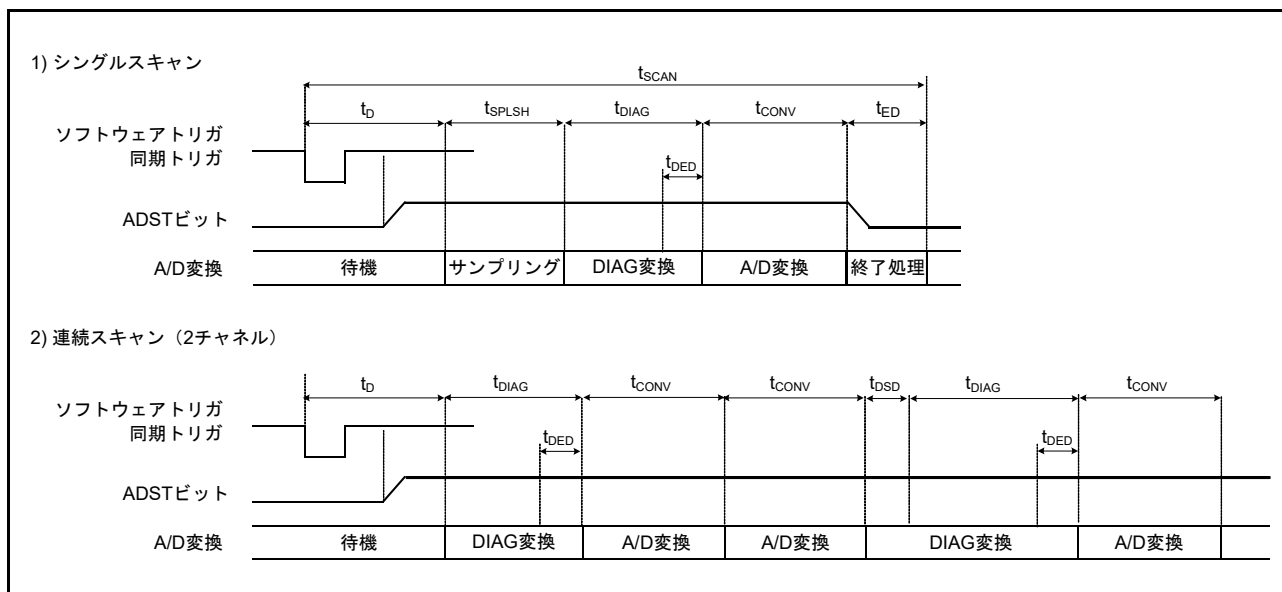 1) シングルスキャン
tSCAN
tD tSPLSH tDIAG tCONV tED
ソフトウェアトリガ
同期トリガ
tDED
ADSTビット
A/D変換 待機 サンプリング DIAG変換 A/D変換 終了処理
2) 連続スキャン（2チャネル）
tD tDIAG tCONV tCONV tDSD tDIAG tCONV
ソフトウェアトリガ
同期トリガ
tDED tDED
ADSTビット
A/D変換 待機 DIAG変換 A/D変換 A/D変換 DIAG変換 A/D変換